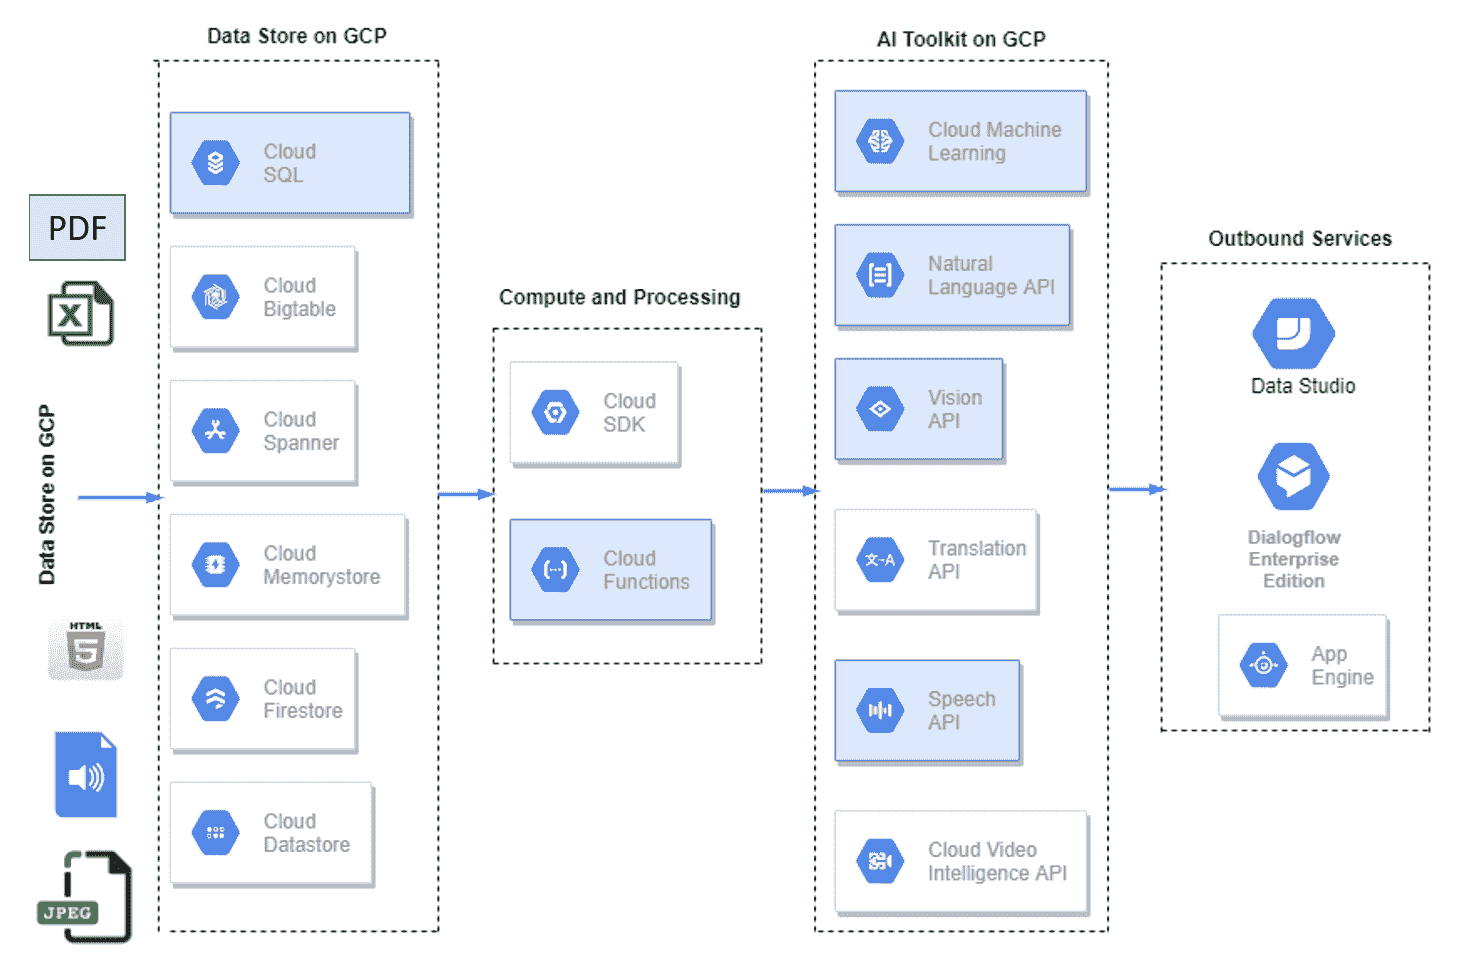 Data Store on GCP
PDF
X
Data Store on GCP
HTML
5
JPEG
Cloud
SQL
Cloud
Bigtable
Cloud
Spanner
Cloud
Memorystore
Cloud
Firestore
Cloud
Datastore
Compute and Processing
Cloud
SDK
Cloud
Functions
AI Toolkit on GCP
Cloud Machine
Learning
Natural
Language API
Vision
API
文
A
Translation
API
Speech
API
Cloud Video
Intelligence API
Outbound Services
Data Studio
Dialogflow
Enterprise
Edition
App
Engine